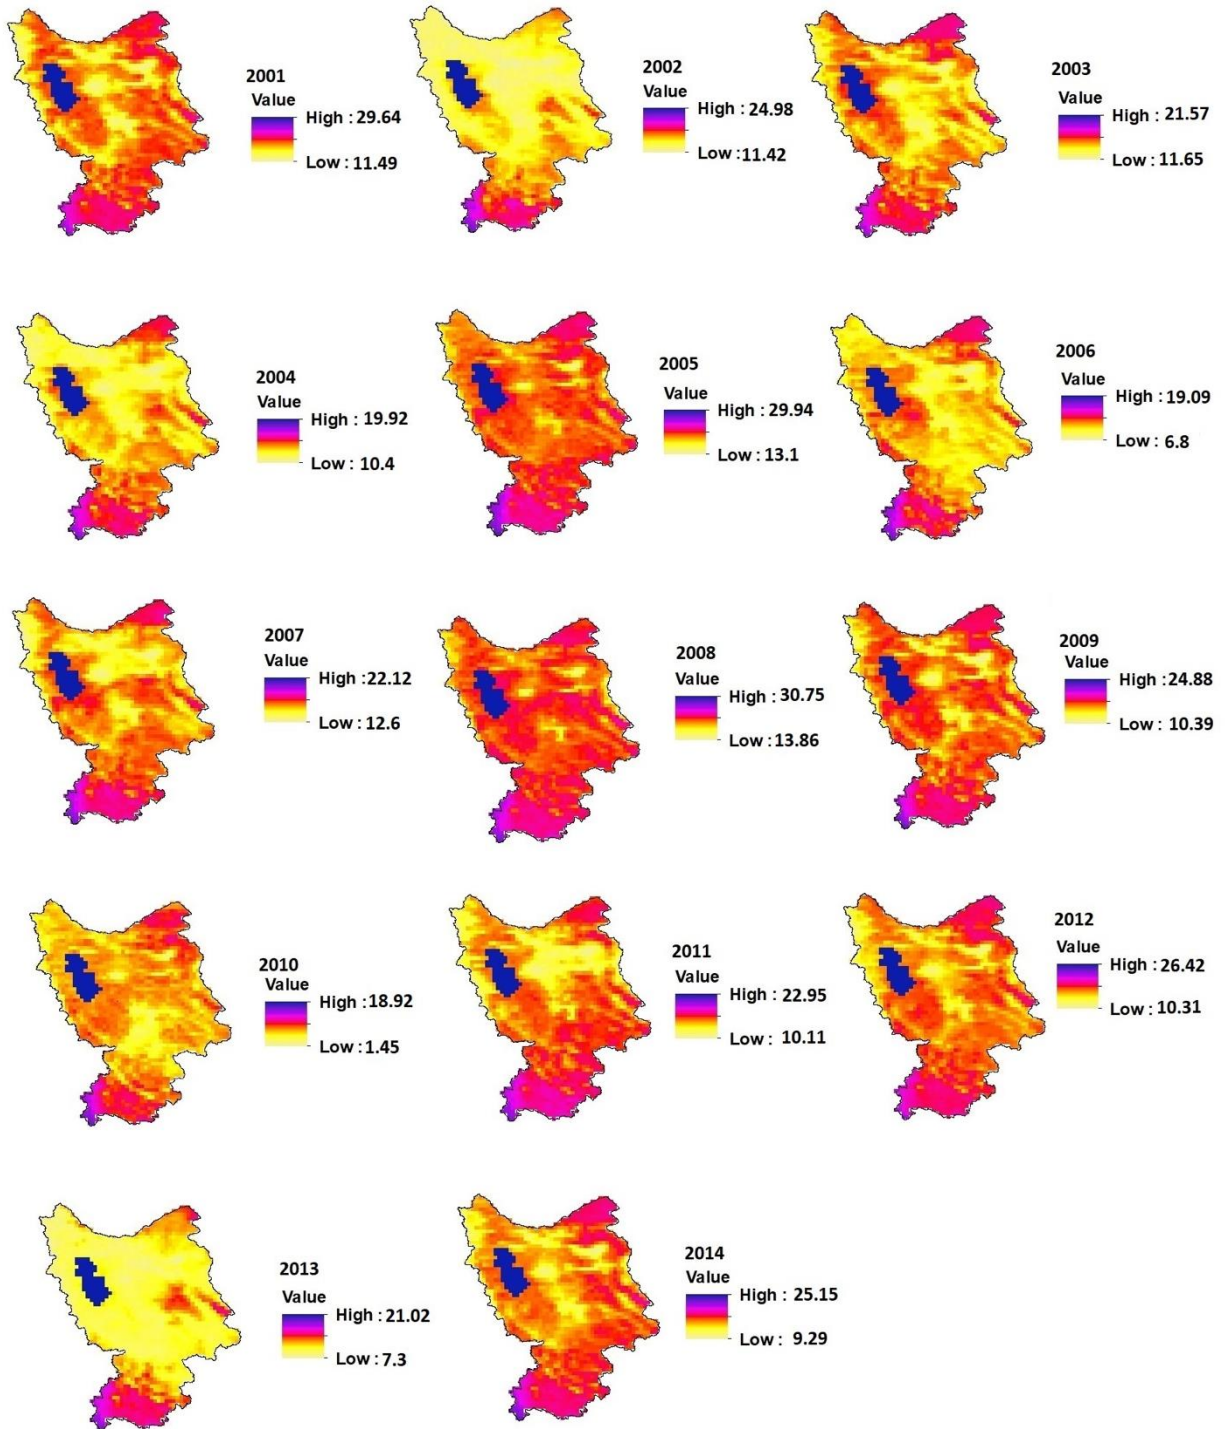 2001
Value
High : 29.64
Low : 11.49
2002
Value
High : 24.98
Low : 11.42
2003
Value
High : 21.57
Low : 11.65
2004
Value
High : 19.92
Low : 10.4
2005
Value
High : 29.94
Low : 13.1
2006
Value
High : 19.09
Low : 6.8
2007
Value
High : 22.12
Low : 12.6
2008
Value
High : 30.75
Low : 13.86
2009
Value
High : 24.88
Low : 10.39
2010
Value
High : 18.92
Low : 1.45
2011
Value
High : 22.95
Low : 10.11
2012
Value
High : 26.42
Low : 10.31
2013
Value
High : 21.02
Low : 7.3
2014
Value
High : 25.15
Low : 9.29